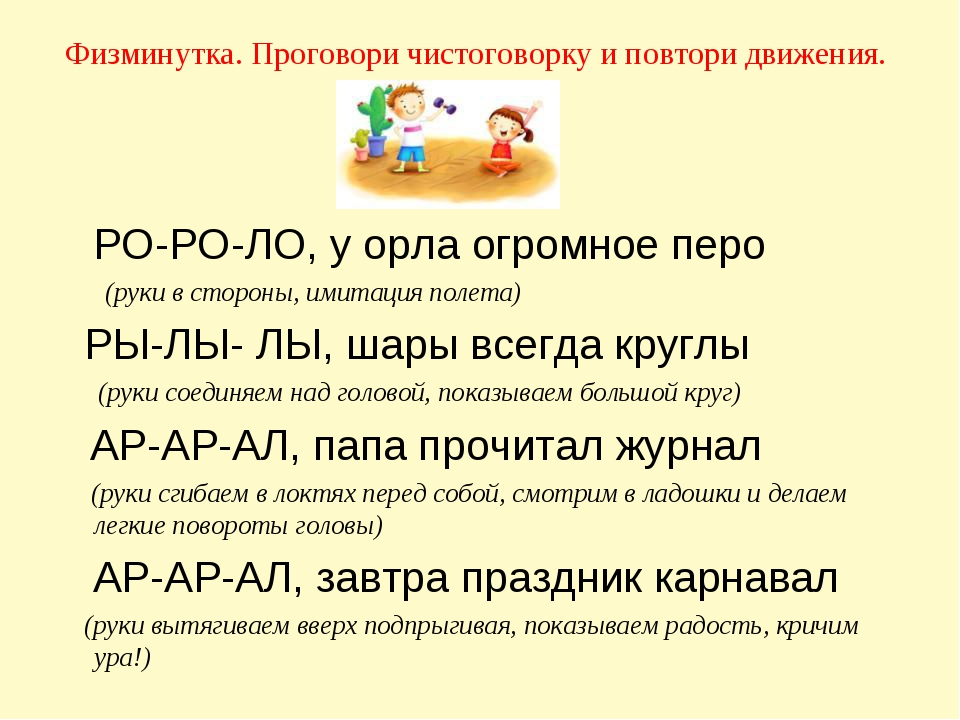 Физминутка. Проговори чистоговорку и повтори движения.
РО-РО-ЛО, у орла огромное перо
(руки в стороны, имитация полета)
РЫ-ЛЫ- ЛЫ, шары всегда круглы
(руки соединяем над головой, показываем большой круг)
АР-АР-АЛ, папа прочитал журнал
(руки сгибаем в локтях перед собой, смотрим в ладошки и делаем
легкие повороты головы)
АР-АР-АЛ, завтра праздник карнавал
(руки вытягиваем вверх подпрыгивая, показываем радость, кричим
ура!)